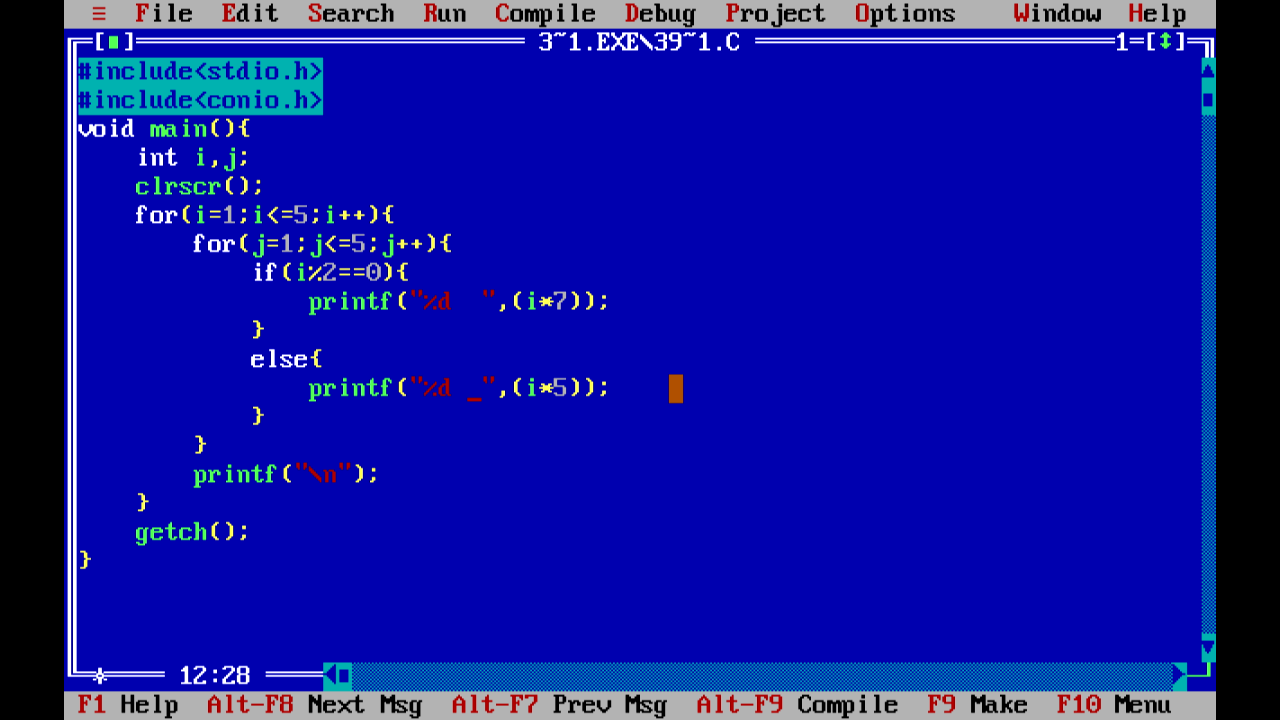 ≡ File Edit Search Run Compile Debug Project Options Window Help
[■] 3~1.EXE\39~1.C 1=[↕]
#include<stdio.h>
#include<conio.h>
void main(){
    int i,j;
    clrscr();
    for(i=1;i<=5;i++){
        for(j=1;j<=5;j++){
            if(i%2==0){
                printf("%d  ",(i*7));
            }
            else{
                printf("%d  ",(i*5));
            }
        }
        printf("\n");
    }
    getch();
}
12:28
F1 Help Alt-F8 Next Msg Alt-F7 Prev Msg Alt-F9 Compile F9 Make F10 Menu